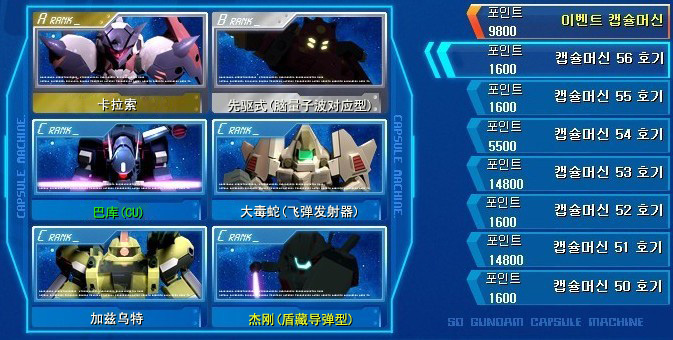 A RANK_
卡拉索
B RANK_
先驱式(脑量子波对应型)
C RANK_
巴库(CU)
C RANK_
大毒蛇(飞弹发射器)
C RANK_
加兹乌特
C RANK_
杰刚(盾藏导弹型)
CAPSULE MACHINE
CAPSULE MACHINE
포인트
9800
이벤트 캡슐머신
포인트
1600
캡슐머신 56 호기
포인트
1600
캡슐머신 55 호기
포인트
5500
캡슐머신 54 호기
포인트
14800
캡슐머신 53 호기
포인트
1600
캡슐머신 52 호기
포인트
14800
캡슐머신 51 호기
포인트
1600
캡슐머신 50 호기
SD GUNDAM CAPSULE MACHINE